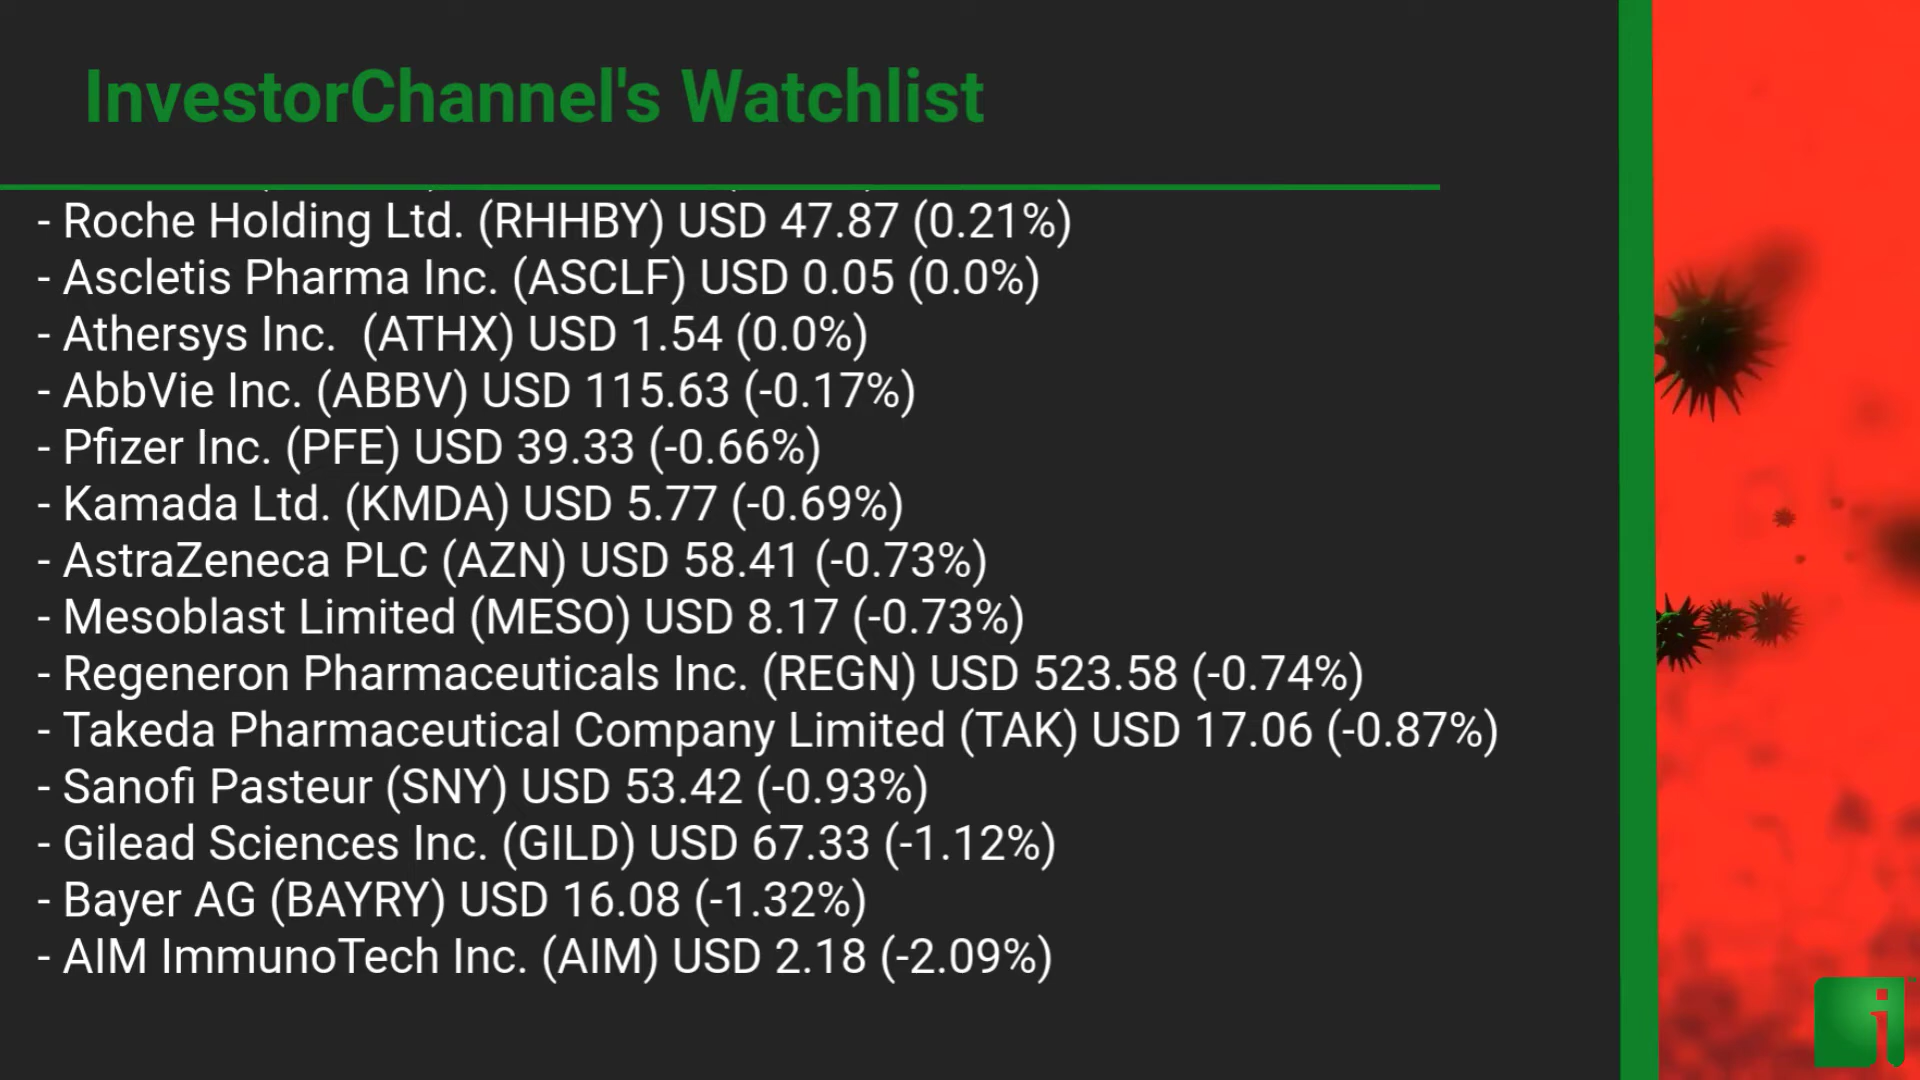 InvestorChannel's Watchlist
- Roche Holding Ltd. (RHHBY) USD 47.87 (0.21%)
- Ascletis Pharma Inc. (ASCLF) USD 0.05 (0.0%)
- Athersys Inc.  (ATHX) USD 1.54 (0.0%)
- AbbVie Inc. (ABBV) USD 115.63 (-0.17%)
- Pfizer Inc. (PFE) USD 39.33 (-0.66%)
- Kamada Ltd. (KMDA) USD 5.77 (-0.69%)
- AstraZeneca PLC (AZN) USD 58.41 (-0.73%)
- Mesoblast Limited (MESO) USD 8.17 (-0.73%)
- Regeneron Pharmaceuticals Inc. (REGN) USD 523.58 (-0.74%)
- Takeda Pharmaceutical Company Limited (TAK) USD 17.06 (-0.87%)
- Sanofi Pasteur (SNY) USD 53.42 (-0.93%)
- Gilead Sciences Inc. (GILD) USD 67.33 (-1.12%)
- Bayer AG (BAYRY) USD 16.08 (-1.32%)
- AIM ImmunoTech Inc. (AIM) USD 2.18 (-2.09%)
i